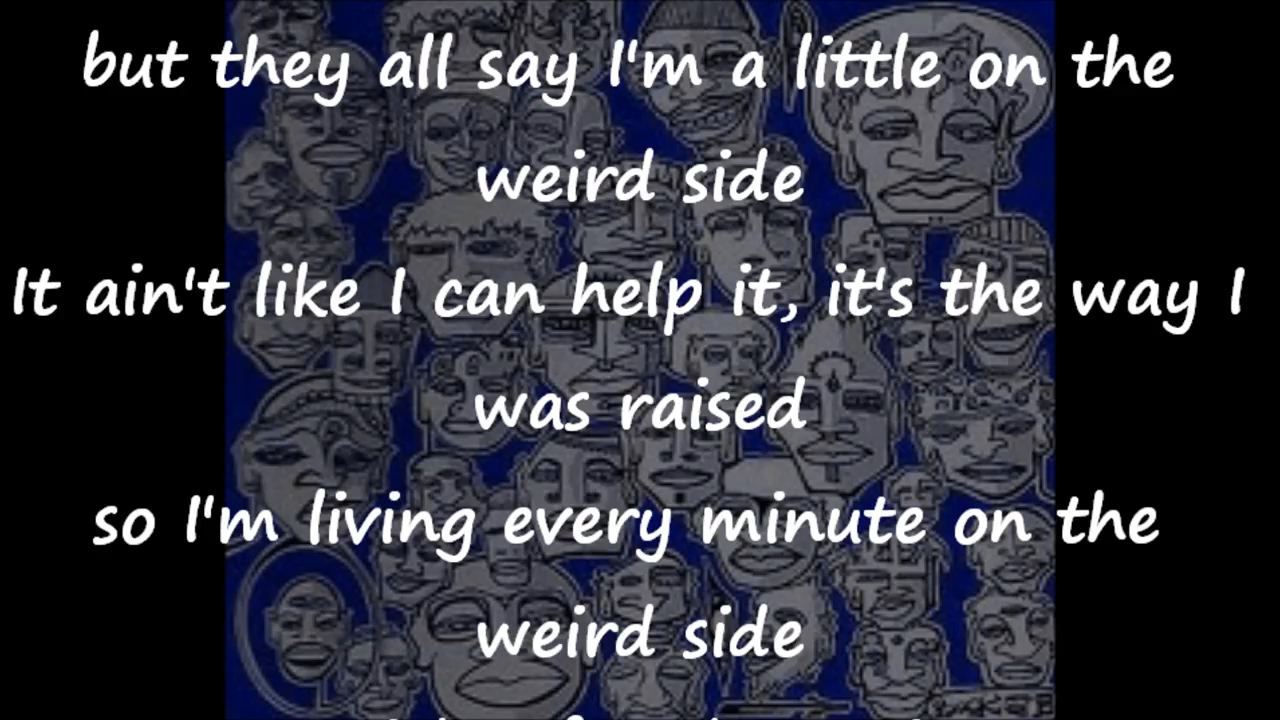 but they all say I'm a little on the
weird side
It ain't like I can help it, it's the way I
was raised
so I'm living every minute on the
weird side